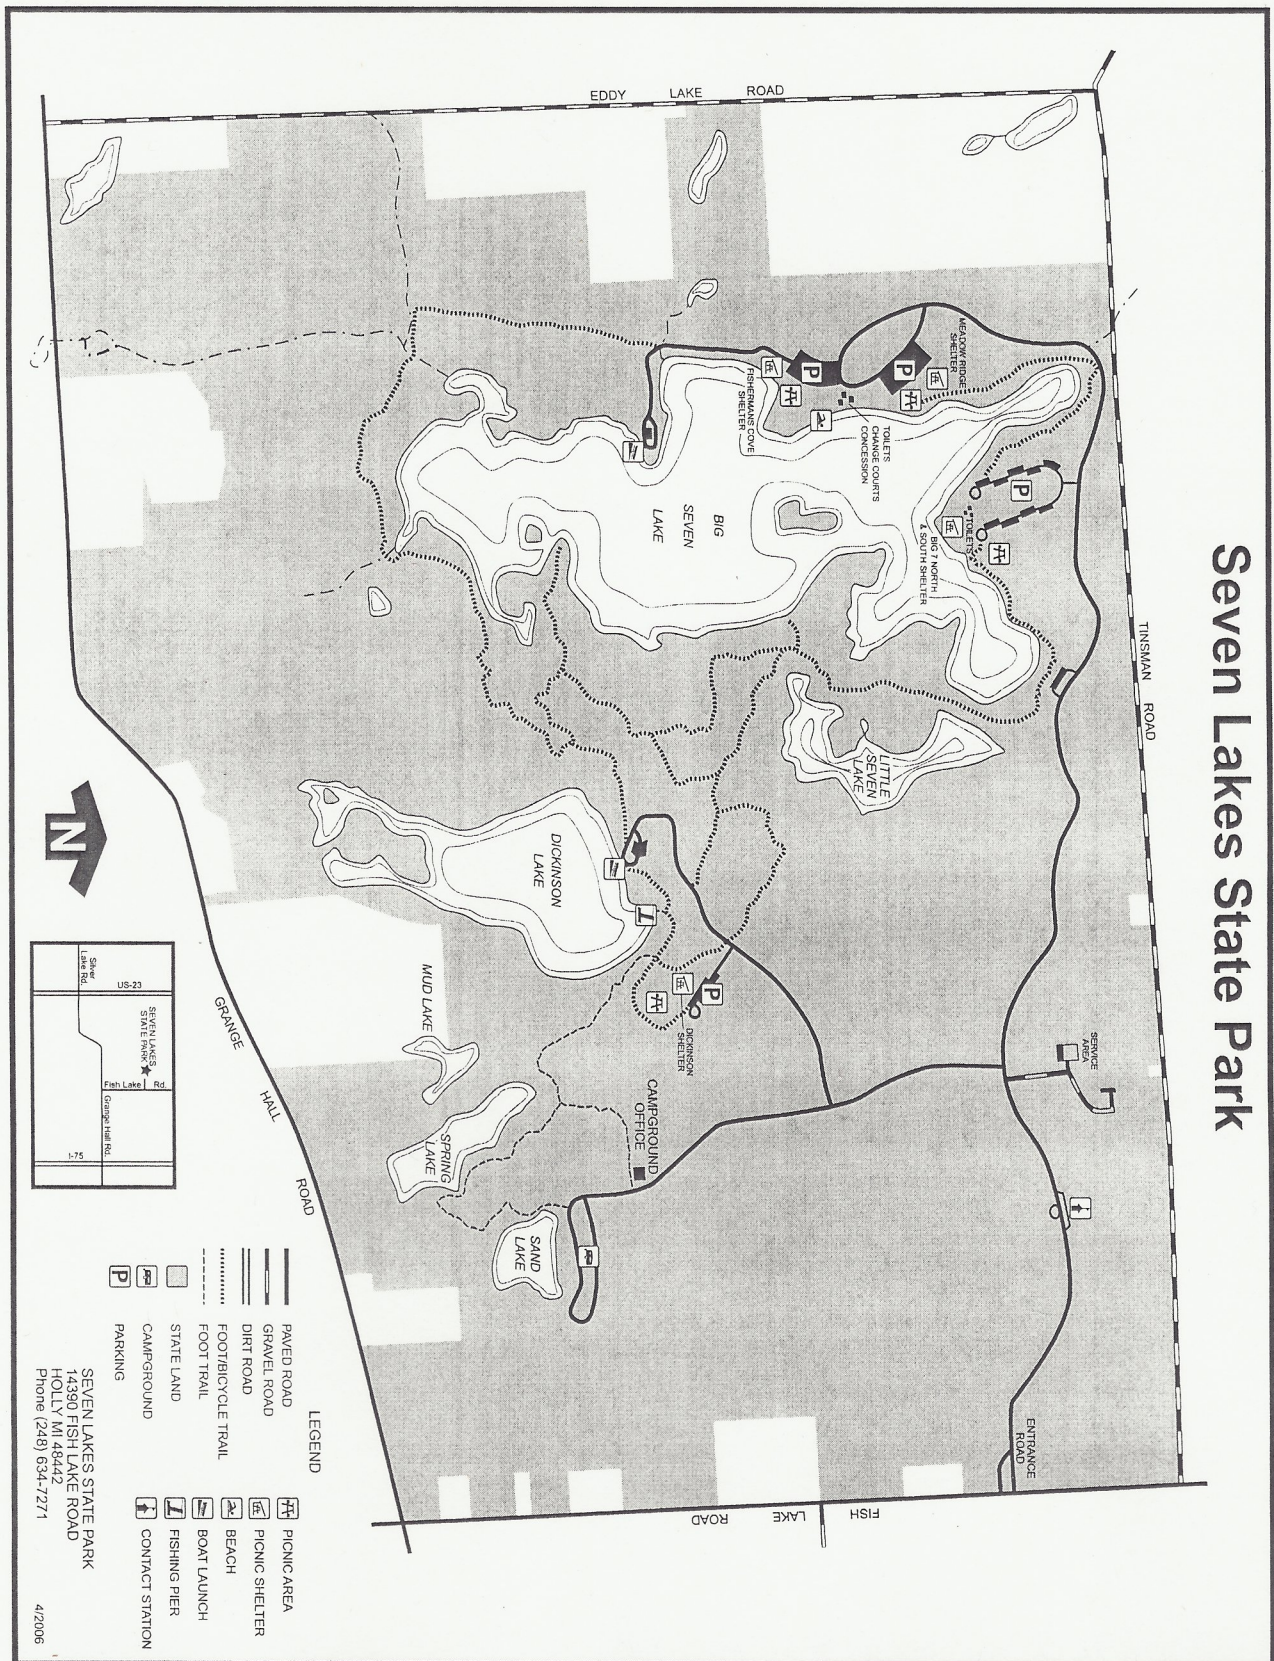 Seven Lakes State Park
EDDY LAKE ROAD
TINSMAN ROAD
MEADOW RIDGE
SHELTER
FISHERMANS COVE
SHELTER
TOILETS
CHANGE COURTS
CONCESSION
P
P
P
TOILETS
BIG 7 NORTH
& SOUTH SHELTER
BIG
SEVEN
LAKE
LITTLE
SEVEN
LAKE
DICKINSON
LAKE
P
DICKINSON
SHELTER
MUD LAKE
SPRING
LAKE
SAND
LAKE
CAMPGROUND
OFFICE
SERVICE
AREA
ENTRANCE
ROAD
FISH LAKE ROAD
GRANGE HALL ROAD
N
Silver
Lake Rd.
US-23
SEVEN LAKES
STATE PARK
Fish Lake Rd.
Grange Hall Rd.
I-75
LEGEND
PAVED ROAD
GRAVEL ROAD
DIRT ROAD
FOOT/BICYCLE TRAIL
FOOT TRAIL
STATE LAND
CAMPGROUND
P PARKING
PICNIC AREA
PICNIC SHELTER
BEACH
BOAT LAUNCH
FISHING PIER
CONTACT STATION
SEVEN LAKES STATE PARK
14390 FISH LAKE ROAD
HOLLY MI 48442
Phone (248) 634-7271
4/2006